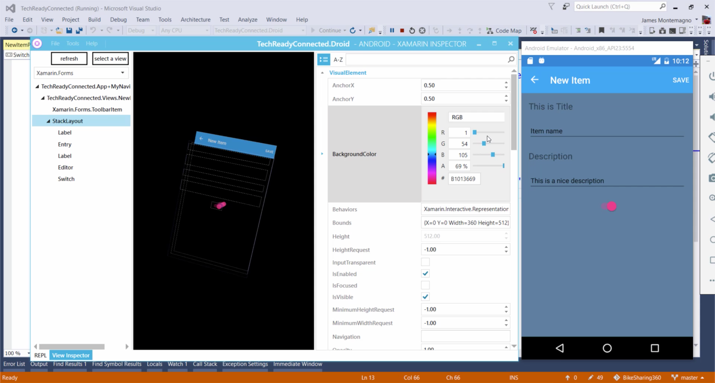 TechReadyConnected (Running) - Microsoft Visual Studio
Quick Launch (Ctrl+Q)
File Edit View Project Build Debug Team Tools Architecture Test Analyze Window Help
James Montemagno
Debug Any CPU TechReadyConnected.Droid Continue Code Map
NewItemP
Switch
File Tools Help
TechReadyConnected.Droid - ANDROID - XAMARIN INSPECTOR
refresh select a view
Xamarin.Forms
TechReadyConnected.App+MyNavi
TechReadyConnected.Views.NewI
Xamarin.Forms.ToolbarItem
StackLayout
Label
Entry
Label
Editor
Switch
REPL View Inspector
New Item
A-Z
VisualElement
AnchorX 0.50
AnchorY 0.50
BackgroundColor
RGB
R 1
G 54
B 105
A 69 %
# B1013669
Behaviors Xamarin.Interactive.Representation
Bounds {X=0 Y=0 Width=360 Height=512}
Height 512.00
HeightRequest -1.00
InputTransparent
IsEnabled
IsFocused
IsVisible
MinimumHeightRequest -1.00
MinimumWidthRequest -1.00
Navigation
Opacity 1.00
Android Emulator - Android_x86_API22:5554
10:12
New Item SAVE
This is Title
Item name
Description
This is a nice description
100 %
Error List Output Find Results 1 Find Symbol Results Locals Watch 1 Call Stack Exception Settings Immediate Window
Ready Ln 13 Col 66 Ch 66 INS 0 49 BikeSharing360 master